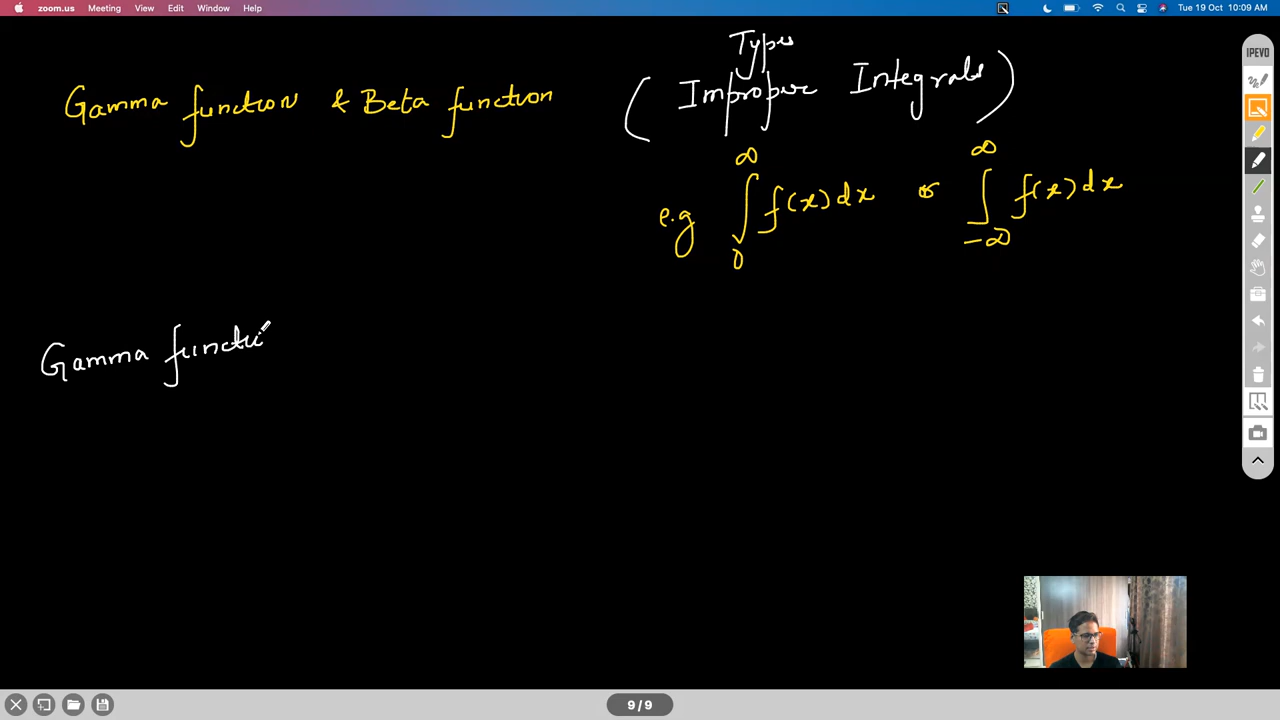 zoom.us Meeting View Edit Window Help Tue 19 Oct 10:09 AM
IPEVO
Types
Gamma function & Beta function (Improper Integrals)
e.g ∫₀^∞ f(x) dx or ∫₋∞^∞ f(x) dx
Gamma functi
9/9